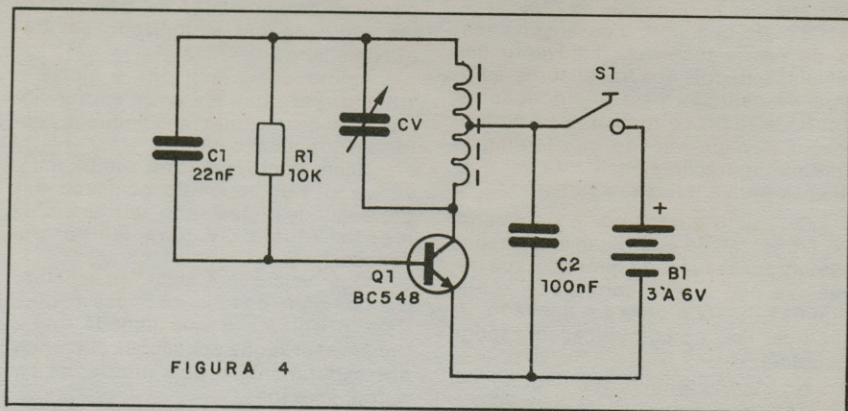 S1
CV
C1
22nF
R1
10K
+
Q1
BC548
C2
100nF
B1
3`A 6V
FIGURA 4